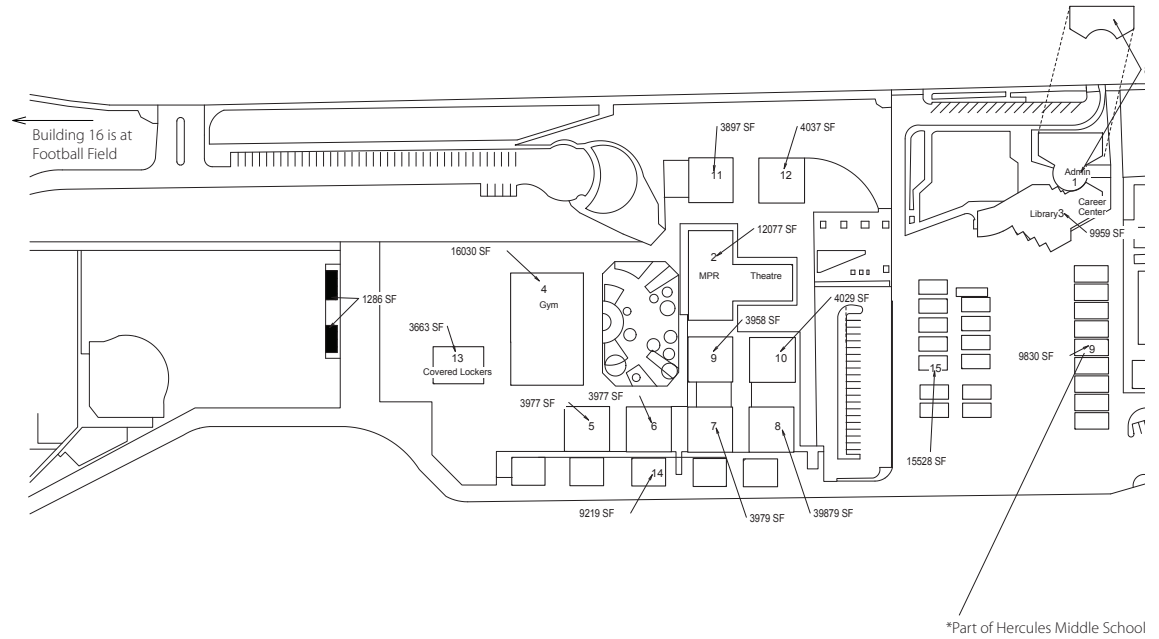 Building 16 is at
Football Field
3897 SF
4037 SF
11
12
Admin
1
Career
Center
Library3
9959 SF
12077 SF
2
MPR
Theatre
16030 SF
4
Gym
1286 SF
4029 SF
3663 SF
13
Covered Lockers
3958 SF
9
10
9830 SF
9
15
3977 SF
3977 SF
5
6
7
8
15528 SF
14
9219 SF
3979 SF
39879 SF
*Part of Hercules Middle School